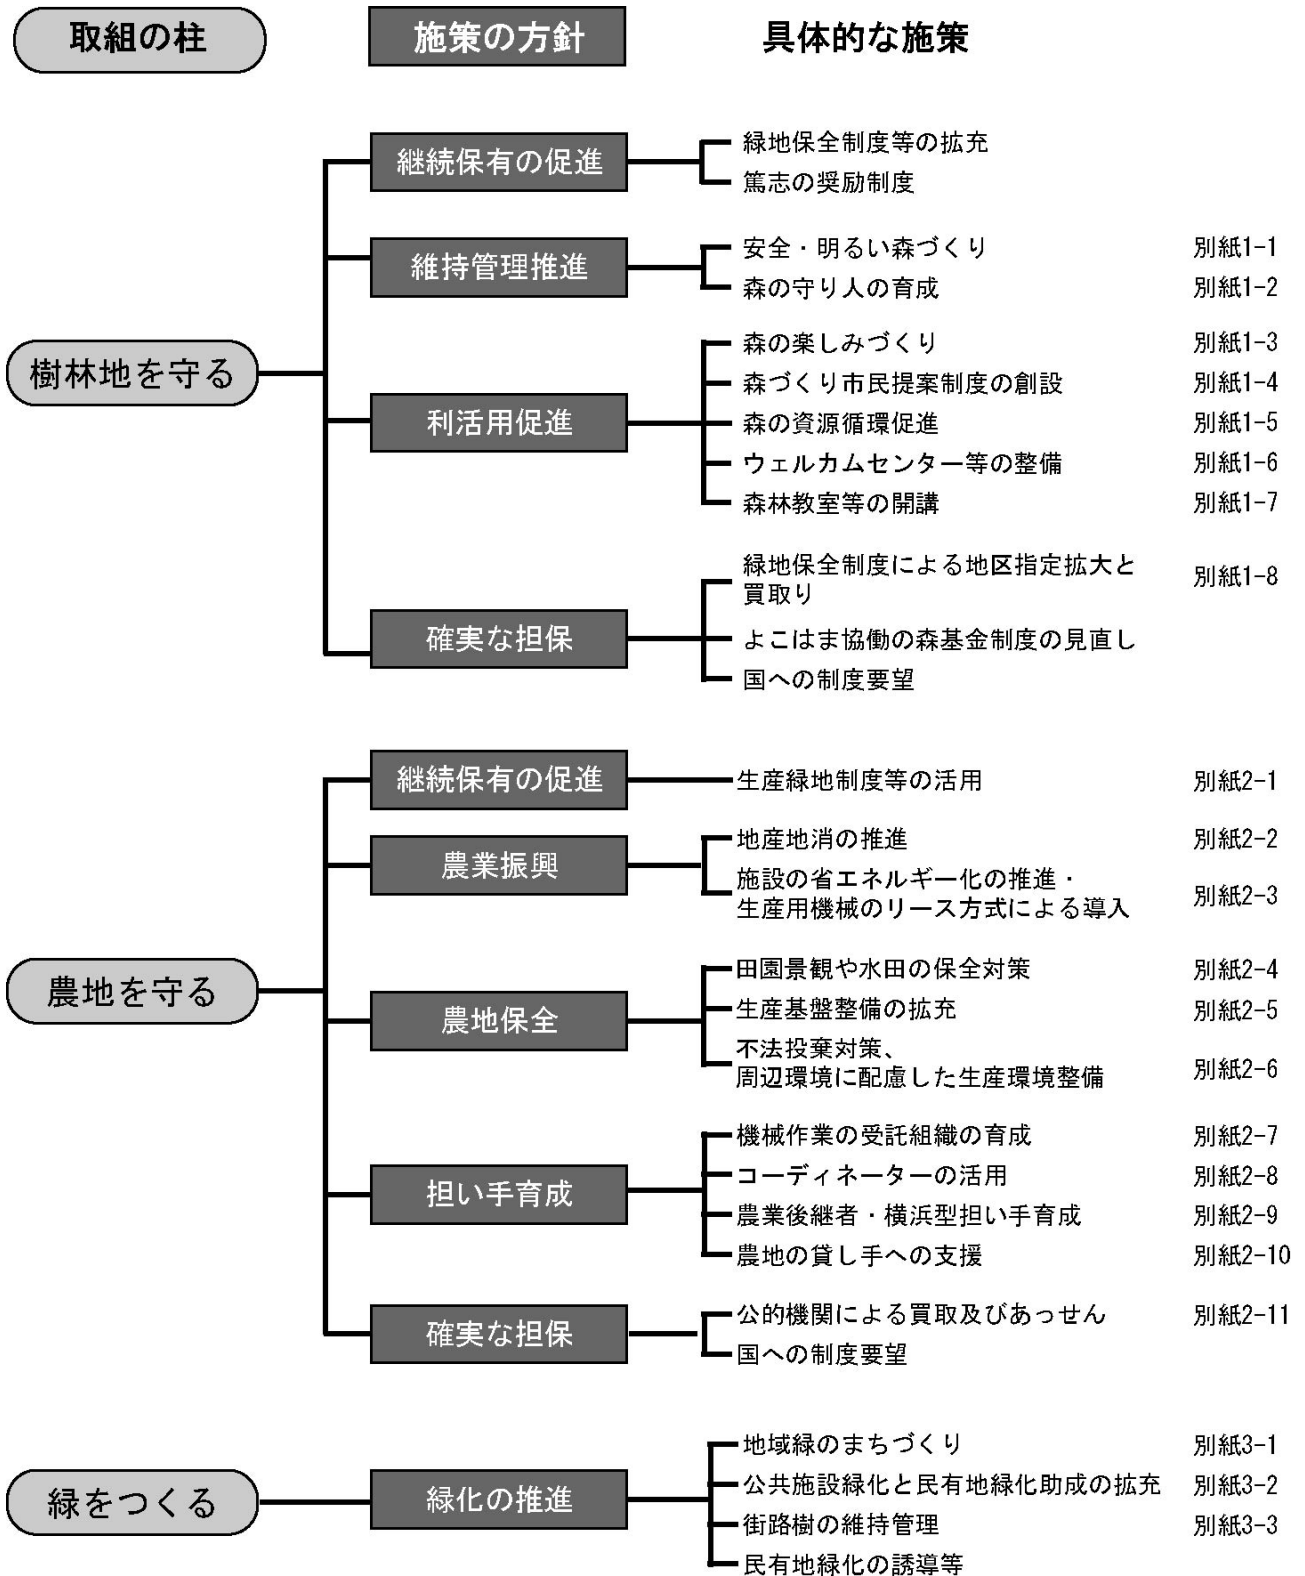 取組の柱
施策の方針
具体的な施策
樹林地を守る
継続保有の促進
緑地保全制度等の拡充
篤志の奨励制度
維持管理推進
安全・明るい森づくり 別紙1-1
森の守り人の育成 別紙1-2
利活用促進
森の楽しみづくり 別紙1-3
森づくり市民提案制度の創設 別紙1-4
森の資源循環促進 別紙1-5
ウェルカムセンター等の整備 別紙1-6
森林教室等の開講 別紙1-7
確実な担保
緑地保全制度による地区指定拡大と
買取り 別紙1-8
よこはま協働の森基金制度の見直し
国への制度要望
農地を守る
継続保有の促進
生産緑地制度等の活用 別紙2-1
農業振興
地産地消の推進 別紙2-2
施設の省エネルギー化の推進・
生産用機械のリース方式による導入 別紙2-3
農地保全
田園景観や水田の保全対策 別紙2-4
生産基盤整備の拡充 別紙2-5
不法投棄対策、
周辺環境に配慮した生産環境整備 別紙2-6
担い手育成
機械作業の受託組織の育成 別紙2-7
コーディネーターの活用 別紙2-8
農業後継者・横浜型担い手育成 別紙2-9
農地の貸し手への支援 別紙2-10
確実な担保
公的機関による買取及びあっせん 別紙2-11
国への制度要望
緑をつくる
緑化の推進
地域緑のまちづくり 別紙3-1
公共施設緑化と民有地緑化助成の拡充 別紙3-2
街路樹の維持管理 別紙3-3
民有地緑化の誘導等